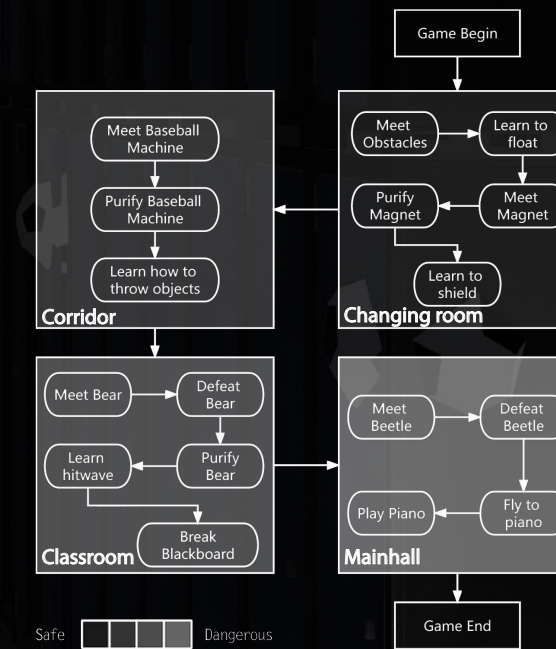 Game Begin
Meet
Obstacles
Learn to
float
Meet
Magnet
Purify
Magnet
Learn to
shield
Changing room
Meet Baseball
Machine
Purify Baseball
Machine
Learn how to
throw objects
Corridor
Meet Bear
Defeat
Bear
Purify
Bear
Learn
hitwave
Break
Blackboard
Classroom
Meet
Beetle
Defeat
Beetle
Fly to
piano
Play Piano
Mainhall
Game End
Safe
Dangerous